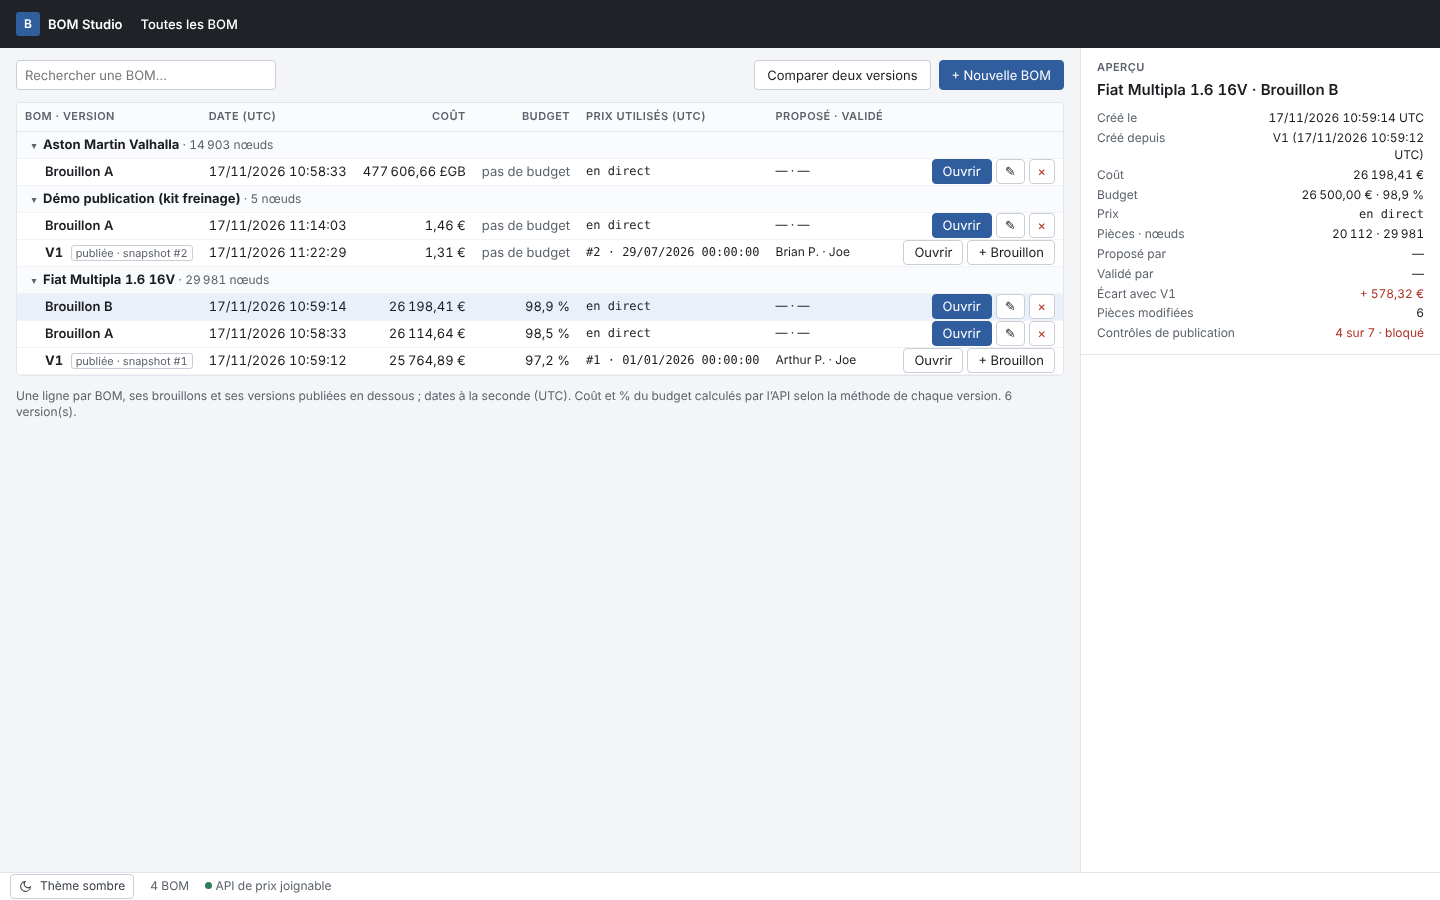 B BOM Studio Toutes les BOM
Rechercher une BOM...
Comparer deux versions
+ Nouvelle BOM
BOM · VERSION DATE (UTC) COÛT BUDGET PRIX UTILISÉS (UTC) PROPOSÉ · VALIDÉ
▾ Aston Martin Valhalla · 14 903 nœuds
Brouillon A 17/11/2026 10:58:33 477 606,66 £GB pas de budget en direct — · — Ouvrir ✎ ×
▾ Démo publication (kit freinage) · 5 nœuds
Brouillon A 17/11/2026 11:14:03 1,46 € pas de budget en direct — · — Ouvrir ✎ ×
V1 publiée · snapshot #2 17/11/2026 11:22:29 1,31 € pas de budget #2 · 29/07/2026 00:00:00 Brian P. · Joe Ouvrir + Brouillon
▾ Fiat Multipla 1.6 16V · 29 981 nœuds
Brouillon B 17/11/2026 10:59:14 26 198,41 € 98,9 % en direct — · — Ouvrir ✎ ×
Brouillon A 17/11/2026 10:58:33 26 114,64 € 98,5 % en direct — · — Ouvrir ✎ ×
V1 publiée · snapshot #1 17/11/2026 10:59:12 25 764,89 € 97,2 % #1 · 01/01/2026 00:00:00 Arthur P. · Joe Ouvrir + Brouillon
Une ligne par BOM, ses brouillons et ses versions publiées en dessous ; dates à la seconde (UTC). Coût et % du budget calculés par l'API selon la méthode de chaque version. 6
version(s).
APERÇU
Fiat Multipla 1.6 16V · Brouillon B
Créé le 17/11/2026 10:59:14 UTC
Créé depuis V1 (17/11/2026 10:59:12
UTC)
Coût 26 198,41 €
Budget 26 500,00 € · 98,9 %
Prix en direct
Pièces · nœuds 20 112 · 29 981
Proposé par —
Validé par —
Écart avec V1 + 578,32 €
Pièces modifiées 6
Contrôles de publication 4 sur 7 · bloqué
Thème sombre 4 BOM API de prix joignable